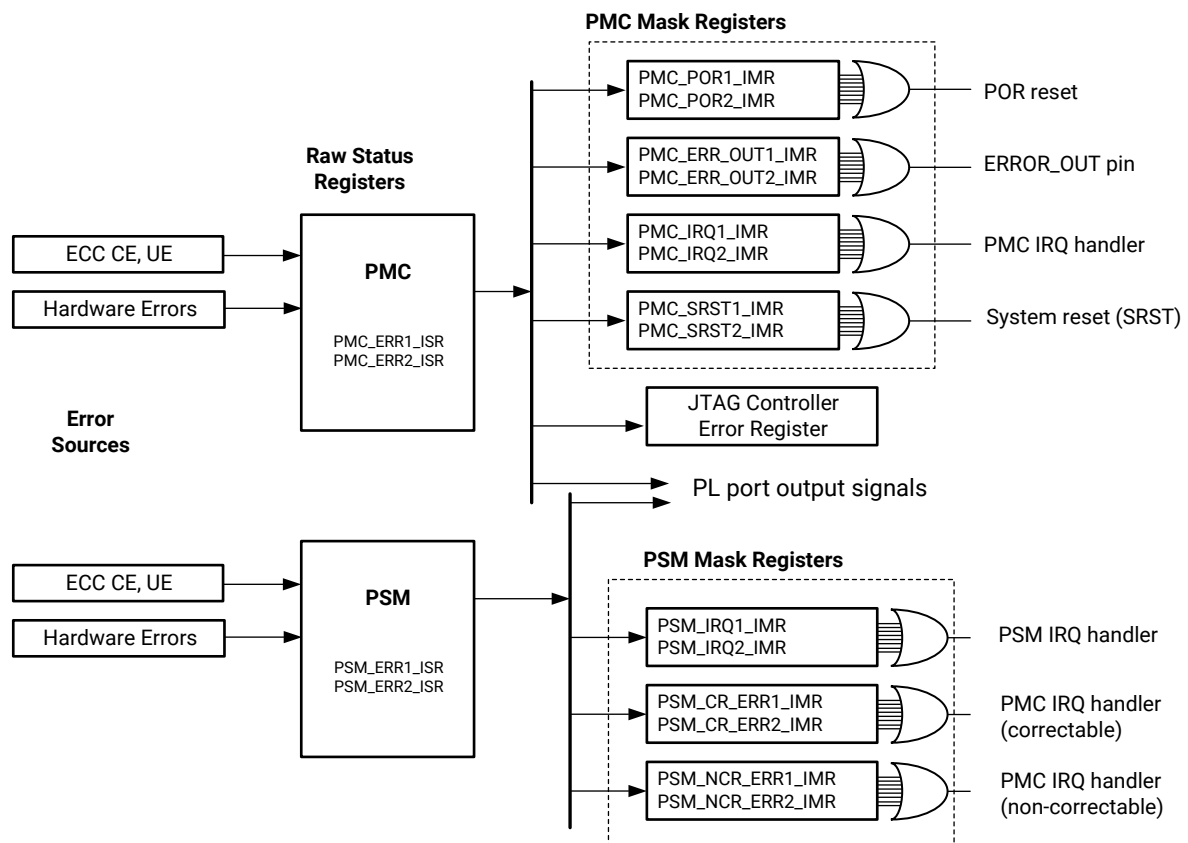 PMC Mask Registers
PMC_POR1_IMR
PMC_POR2_IMR
POR reset
PMC_ERR_OUT1_IMR
PMC_ERR_OUT2_IMR
ERROR_OUT pin
Raw Status
Registers
PMC_IRQ1_IMR
PMC_IRQ2_IMR
PMC IRQ handler
ECC CE, UE
Hardware Errors
PMC
PMC_ERR1_ISR
PMC_ERR2_ISR
PMC_SRST1_IMR
PMC_SRST2_IMR
System reset (SRST)
JTAG Controller
Error Register
Error
Sources
PL port output signals
PSM Mask Registers
ECC CE, UE
Hardware Errors
PSM
PSM_ERR1_ISR
PSM_ERR2_ISR
PSM_IRQ1_IMR
PSM_IRQ2_IMR
PSM IRQ handler
PSM_CR_ERR1_IMR
PSM_CR_ERR2_IMR
PMC IRQ handler
(correctable)
PSM_NCR_ERR1_IMR
PSM_NCR_ERR2_IMR
PMC IRQ handler
(non-correctable)